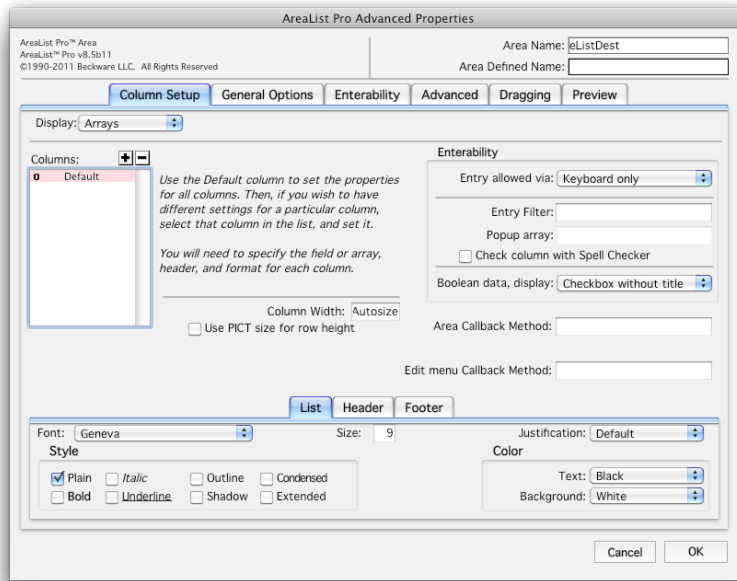 AreaList Pro Advanced Properties
AreaList Pro™ Area
AreaList™ Pro v8.5b11
©1990-2011 Beckware LLC. All Rights Reserved
Area Name: eListDest
Area Defined Name:
Column Setup General Options Enterability Advanced Dragging Preview
Display: Arrays
Columns: + −
0 Default
Use the Default column to set the properties
for all columns. Then, if you wish to have
different settings for a particular column,
select that column in the list, and set it.
You will need to specify the field or array,
header, and format for each column.
Column Width: Autosize
Use PICT size for row height
Enterability
Entry allowed via: Keyboard only
Entry Filter:
Popup array:
Check column with Spell Checker
Boolean data, display: Checkbox without title
Area Callback Method:
Edit menu Callback Method:
List Header Footer
Font: Geneva Size: 9 Justification: Default
Style
Plain Italic Outline Condensed
Bold Underline Shadow Extended
Color
Text: Black
Background: White
Cancel OK